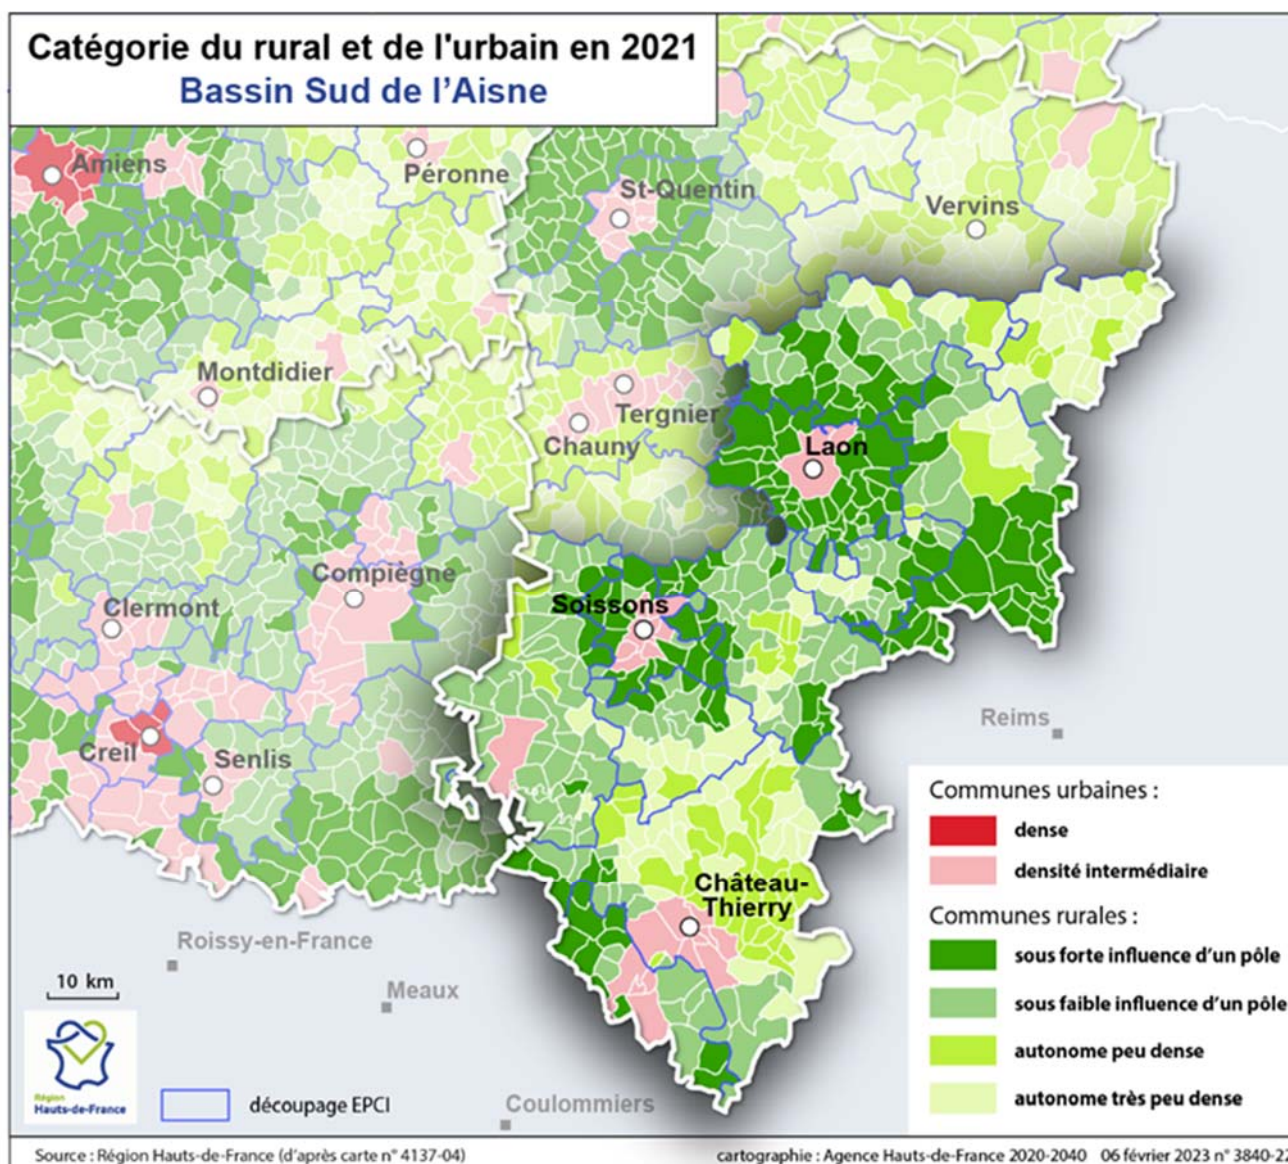 Catégorie du rural et de l'urbain en 2021
Bassin Sud de l'Aisne
Amiens
Péronne
St-Quentin
Vervins
Montdidier
Tergnier
Chauny
Laon
Compiègne
Clermont
Soissons
Reims
Creil
Senlis
Château-
Thierry
Roissy-en-France
Meaux
Coulommiers
10 km
Région
Hauts-de-France
découpage EPCI
Communes urbaines :
dense
densité intermédiaire
Communes rurales :
sous forte influence d'un pôle
sous faible influence d'un pôle
autonome peu dense
autonome très peu dense
Source : Région Hauts-de-France (d'après carte n° 4137-04)
cartographie : Agence Hauts-de-France 2020-2040 06 février 2023 n° 3840-27